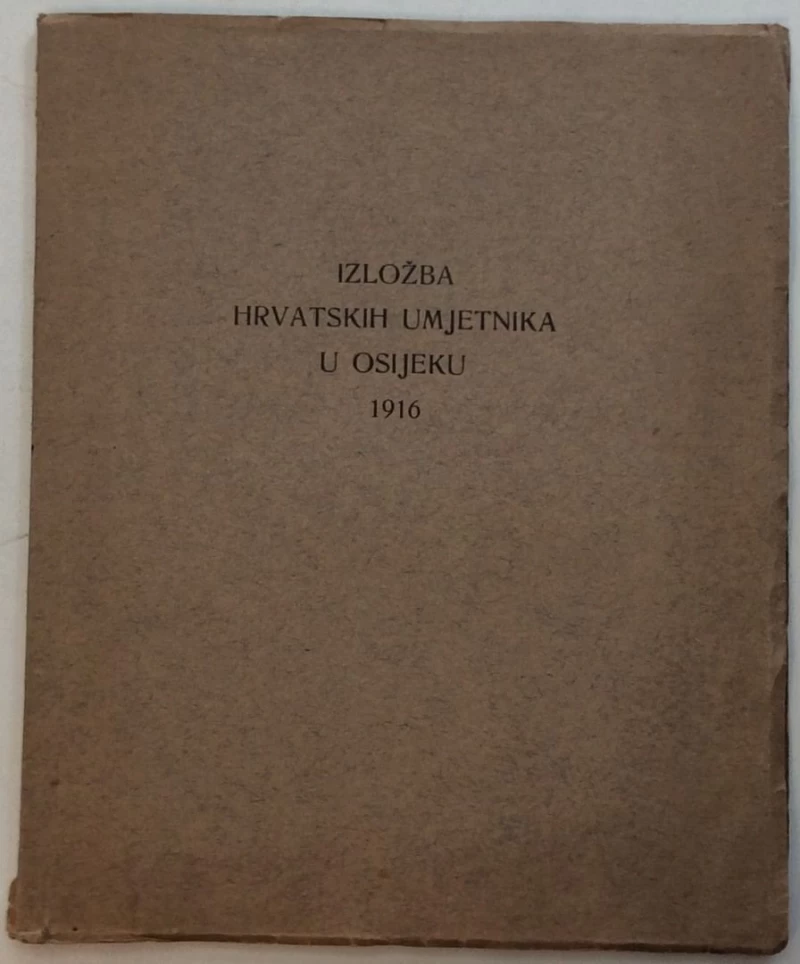 IZLOŽBA
HRVATSKIH UMJETNIKA
U OSIJEKU
1916